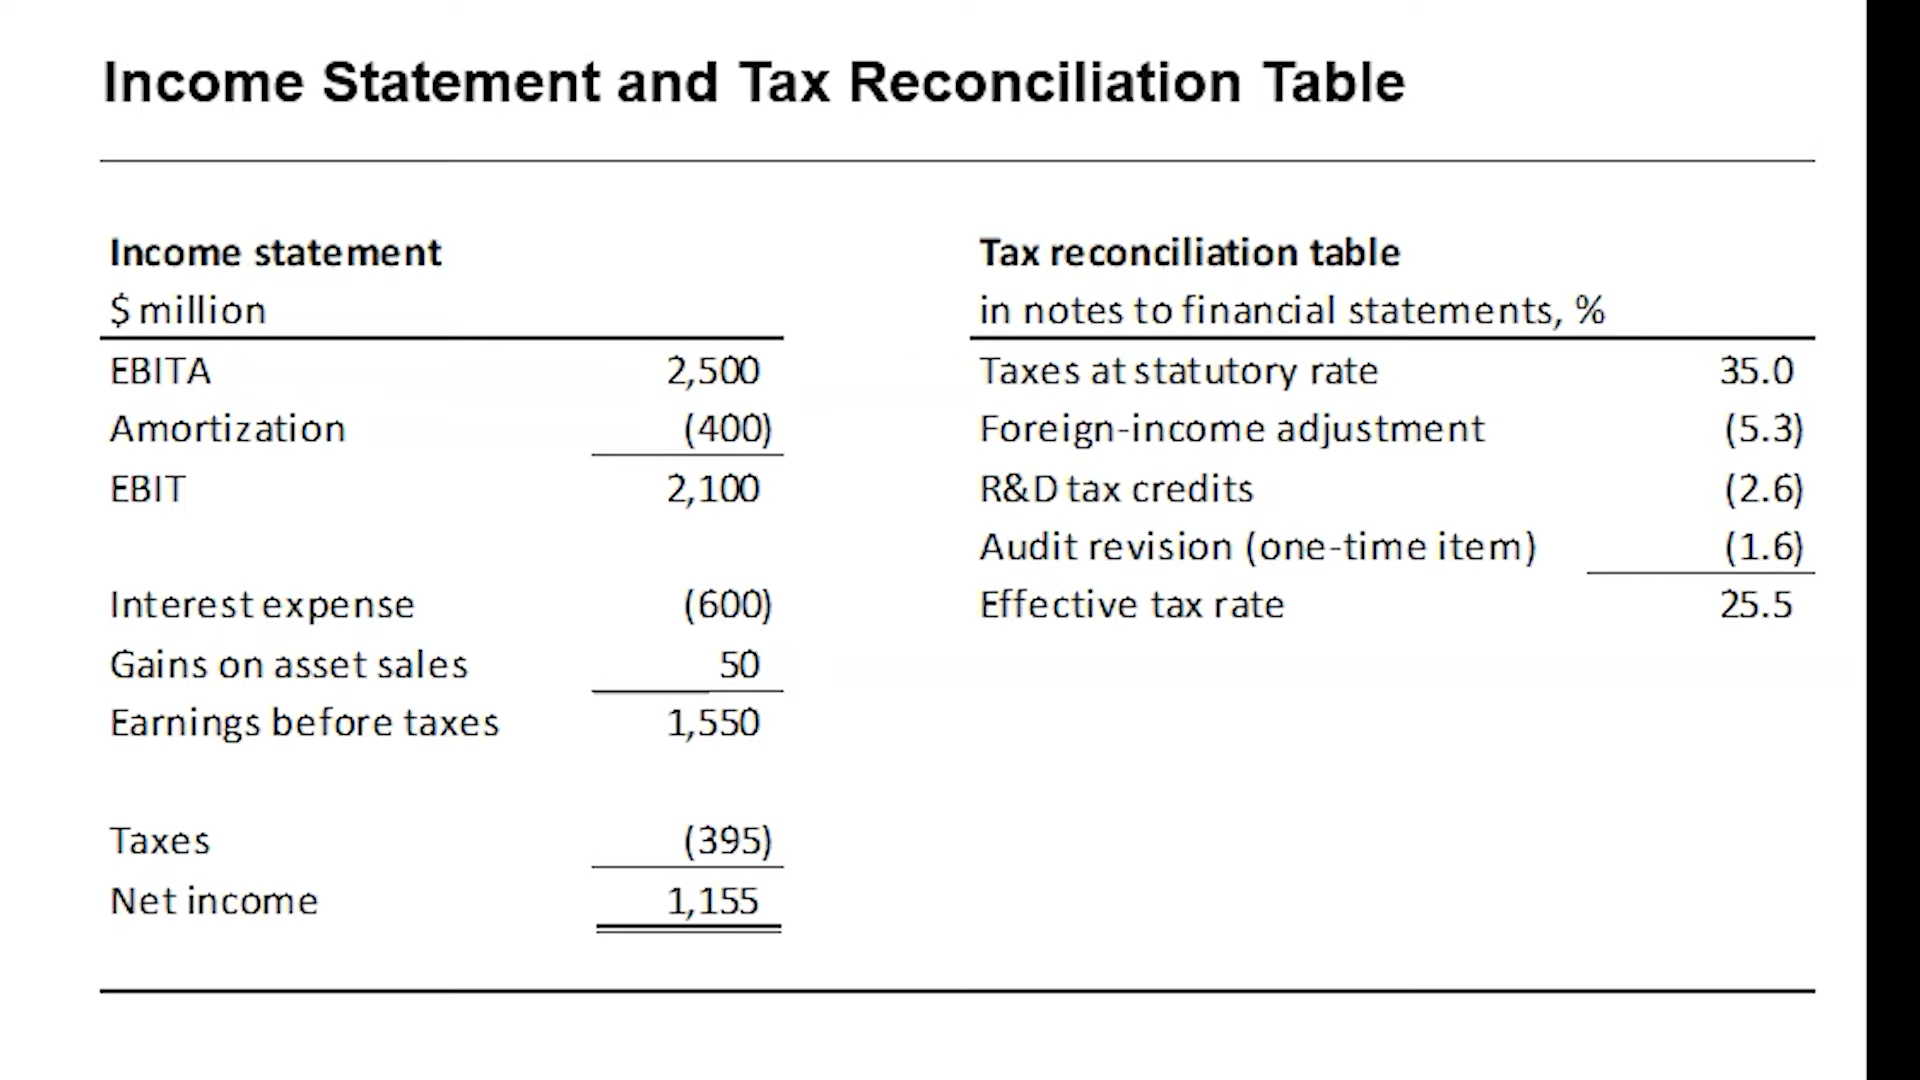 Income Statement and Tax Reconciliation Table
Income statement
$ million
EBITA 2,500
Amortization (400)
EBIT 2,100
Interest expense (600)
Gains on asset sales 50
Earnings before taxes 1,550
Taxes (395)
Net income 1,155
Tax reconciliation table
in notes to financial statements, %
Taxes at statutory rate 35.0
Foreign-income adjustment (5.3)
R&D tax credits (2.6)
Audit revision (one-time item) (1.6)
Effective tax rate 25.5